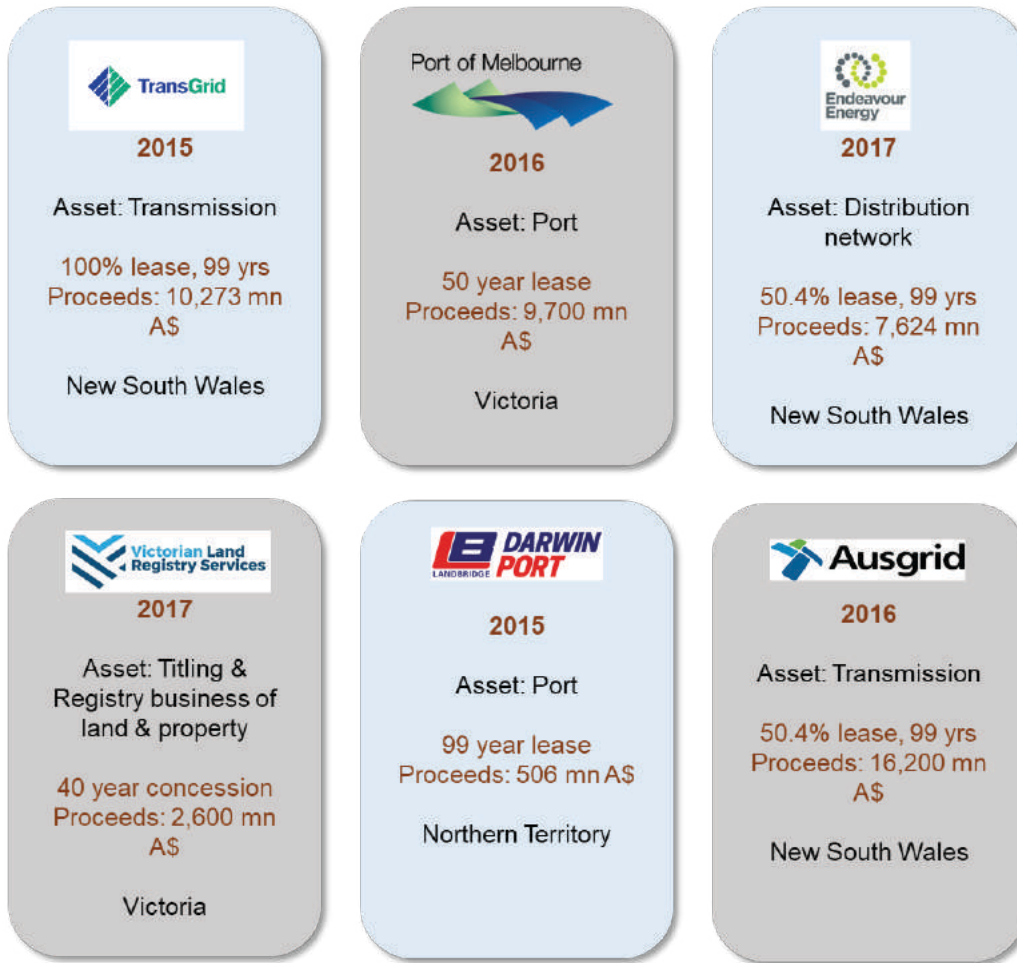 TransGrid
2015
Asset: Transmission
100% lease, 99 yrs
Proceeds: 10,273 mn
A$
New South Wales
Port of Melbourne
2016
Asset: Port
50 year lease
Proceeds: 9,700 mn
A$
Victoria
Endeavour
Energy
2017
Asset: Distribution
network
50.4% lease, 99 yrs
Proceeds: 7,624 mn
A$
New South Wales
Victorian Land
Registry Services
2017
Asset: Titling &
Registry business of
land & property
40 year concession
Proceeds: 2,600 mn
A$
Victoria
LANDBRIDGE
DARWIN
PORT
2015
Asset: Port
99 year lease
Proceeds: 506 mn A$
Northern Territory
Ausgrid
2016
Asset: Transmission
50.4% lease, 99 yrs
Proceeds: 16,200 mn
A$
New South Wales